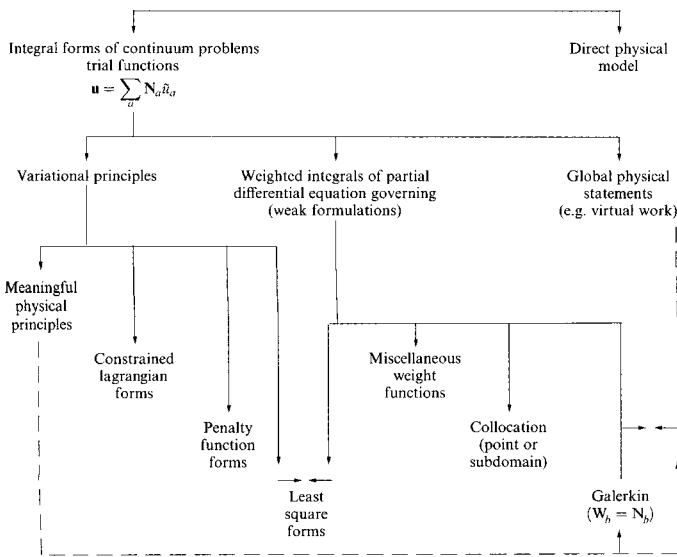 Integral forms of continuum problems
trial functions
u = ∑ₐ Nₐũₐ
Direct physical
model
Variational principles
Weighted integrals of partial
differential equation governing
(weak formulations)
Global physical
statements
(e.g. virtual work)
Meaningful
physical
principles
Constrained
lagrangian
forms
Penalty
function
forms
Least
square
forms
Miscellaneous
weight
functions
Collocation
(point or
subdomain)
Galerkin
(W_b = N_b)